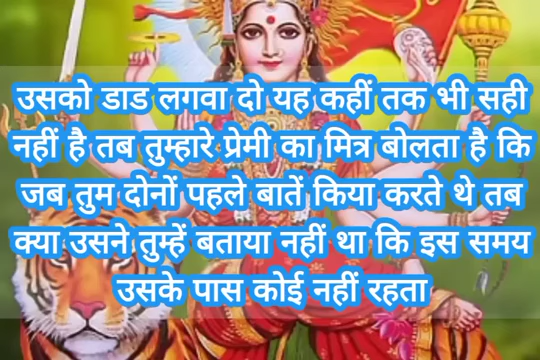 उसको डाड लगवा दो यह कहीं तक भी सही
नहीं है तब तुम्हारे प्रेमी का मित्र बोलता है कि
जब तुम दोनों पहले बातें किया करते थे तब
क्या उसने तुम्हें बताया नहीं था कि इस समय
उसके पास कोई नहीं रहता